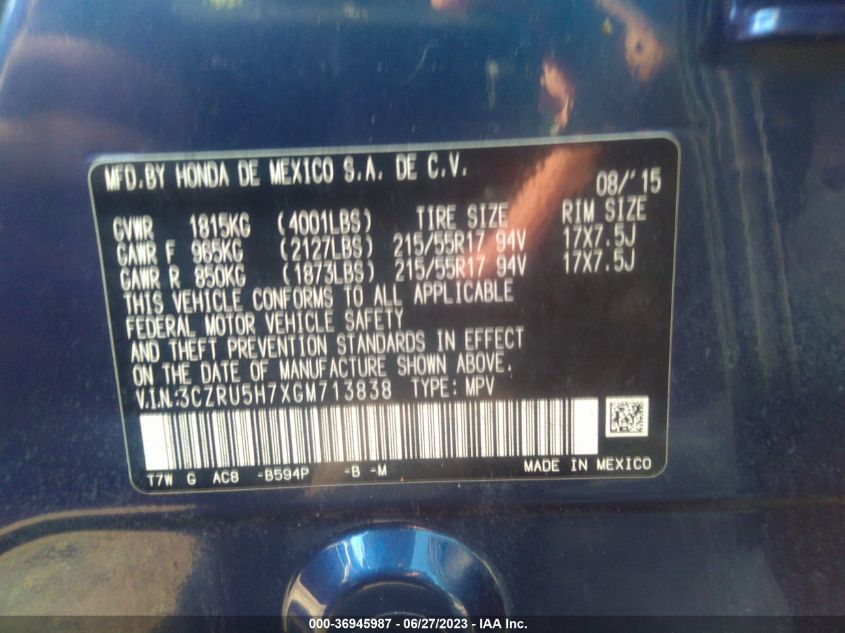 MFD.BY HONDA DE MEXICO S.A. DE C.V. 08/'15
GVWR 1815KG (4001LBS) TIRE SIZE RIM SIZE
GAWR F 965KG (2127LBS) 215/55R17 94V 17X7.5J
GAWR R 850KG (1873LBS) 215/55R17 94V 17X7.5J
THIS VEHICLE CONFORMS TO ALL APPLICABLE
FEDERAL MOTOR VEHICLE SAFETY
AND THEFT PREVENTION STANDARDS IN EFFECT
ON THE DATE OF MANUFACTURE SHOWN ABOVE.
V.I.N:3CZRU5H7XGM713838 TYPE: MPV
T7W G AC8 -B594P -B -M MADE IN MEXICO
000-36945987 - 06/27/2023 - IAA Inc.